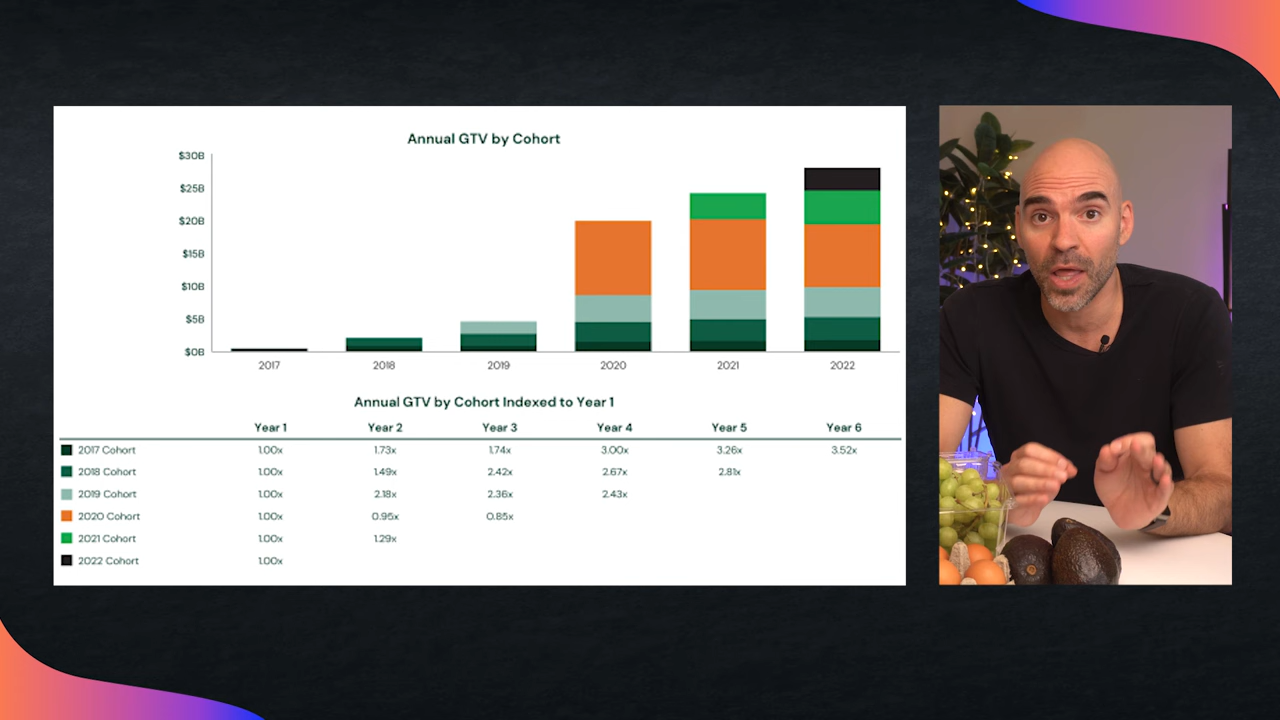 Annual GTV by Cohort
$30B
$25B
$20B
$15B
$10B
$5B
$0B
2017 2018 2019 2020 2021 2022
Annual GTV by Cohort Indexed to Year 1
Year 1 Year 2 Year 3 Year 4 Year 5 Year 6
2017 Cohort 1.00x 1.73x 1.74x 3.00x 3.26x 3.52x
2018 Cohort 1.00x 1.49x 2.42x 2.67x 2.81x
2019 Cohort 1.00x 2.18x 2.36x 2.43x
2020 Cohort 1.00x 0.95x 0.85x
2021 Cohort 1.00x 1.29x
2022 Cohort 1.00x